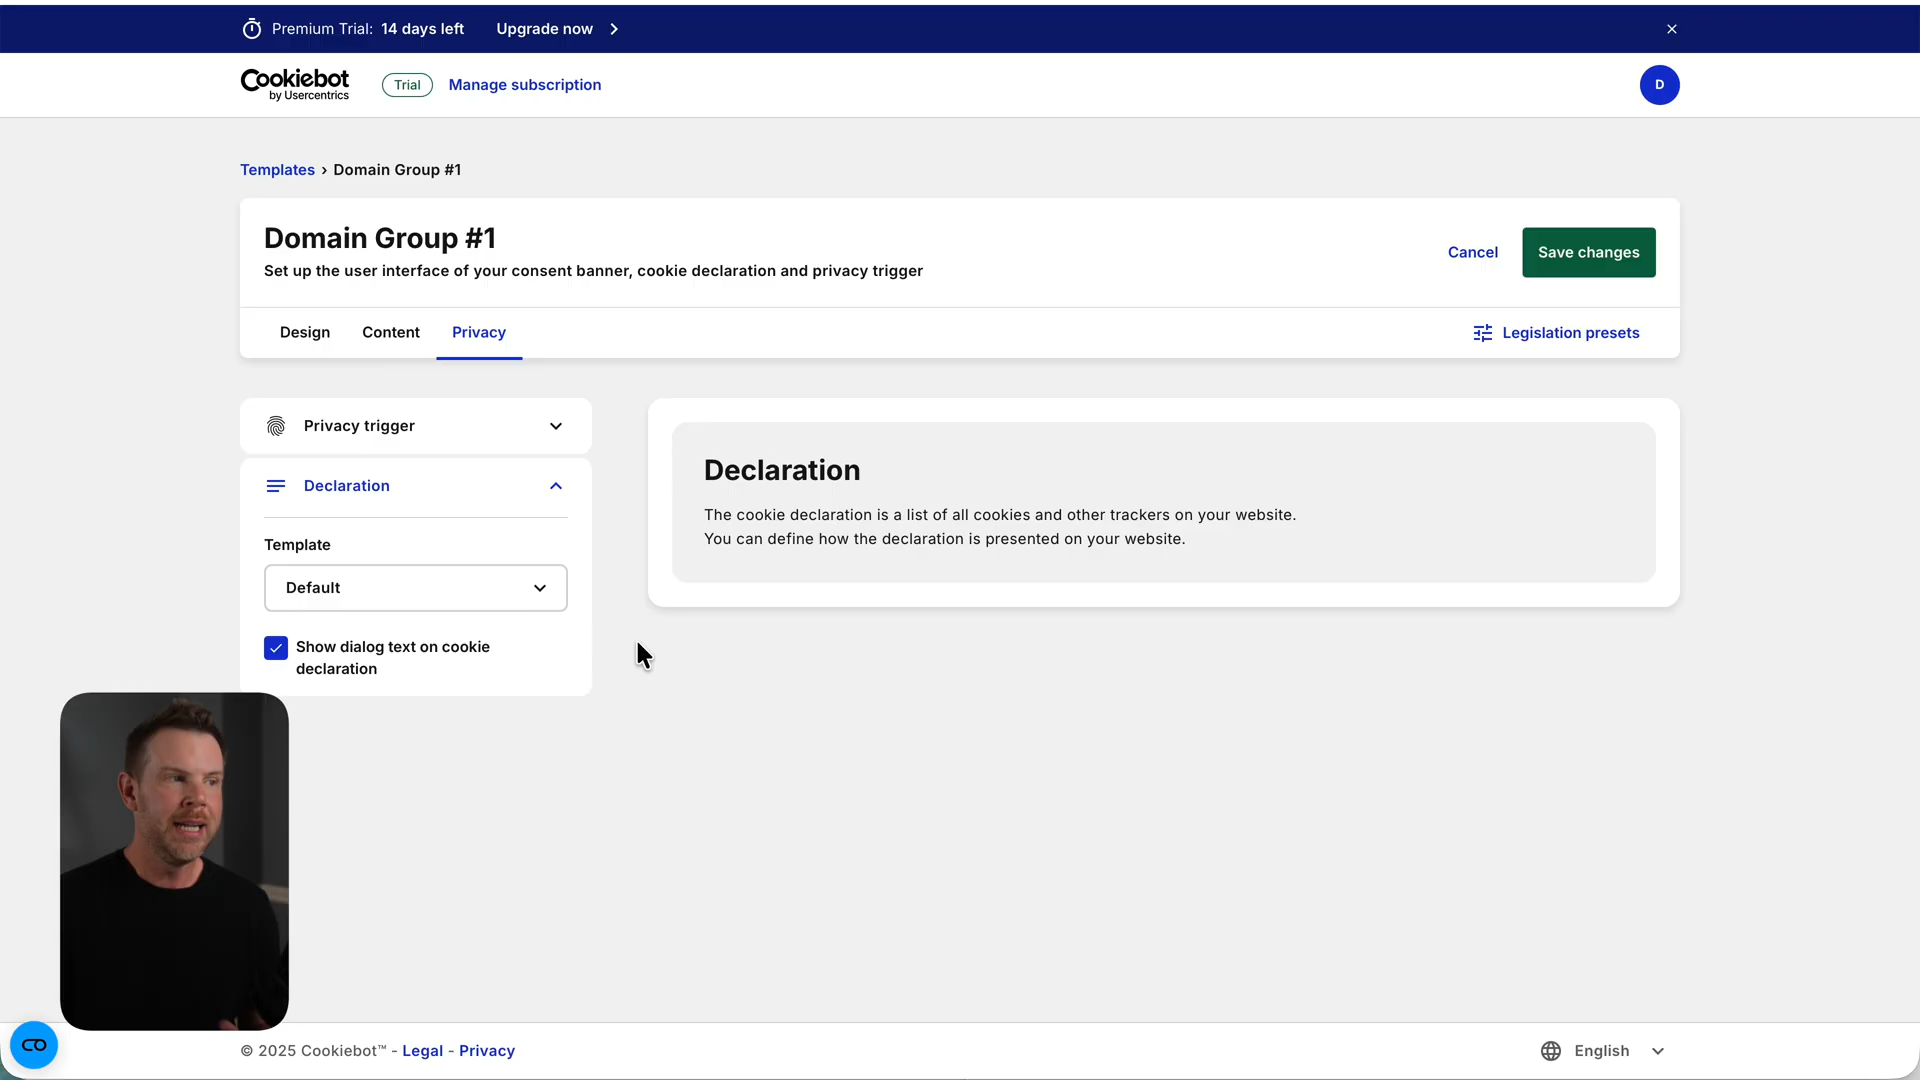 Premium Trial: 14 days left Upgrade now
Cookiebot
by Usercentrics
Trial
Manage subscription
D
Templates › Domain Group #1
Domain Group #1
Set up the user interface of your consent banner, cookie declaration and privacy trigger
Cancel
Save changes
Design
Content
Privacy
Legislation presets
Privacy trigger
Declaration
Template
Default
Show dialog text on cookie
declaration
Declaration
The cookie declaration is a list of all cookies and other trackers on your website.
You can define how the declaration is presented on your website.
© 2025 Cookiebot™ - Legal - Privacy
English